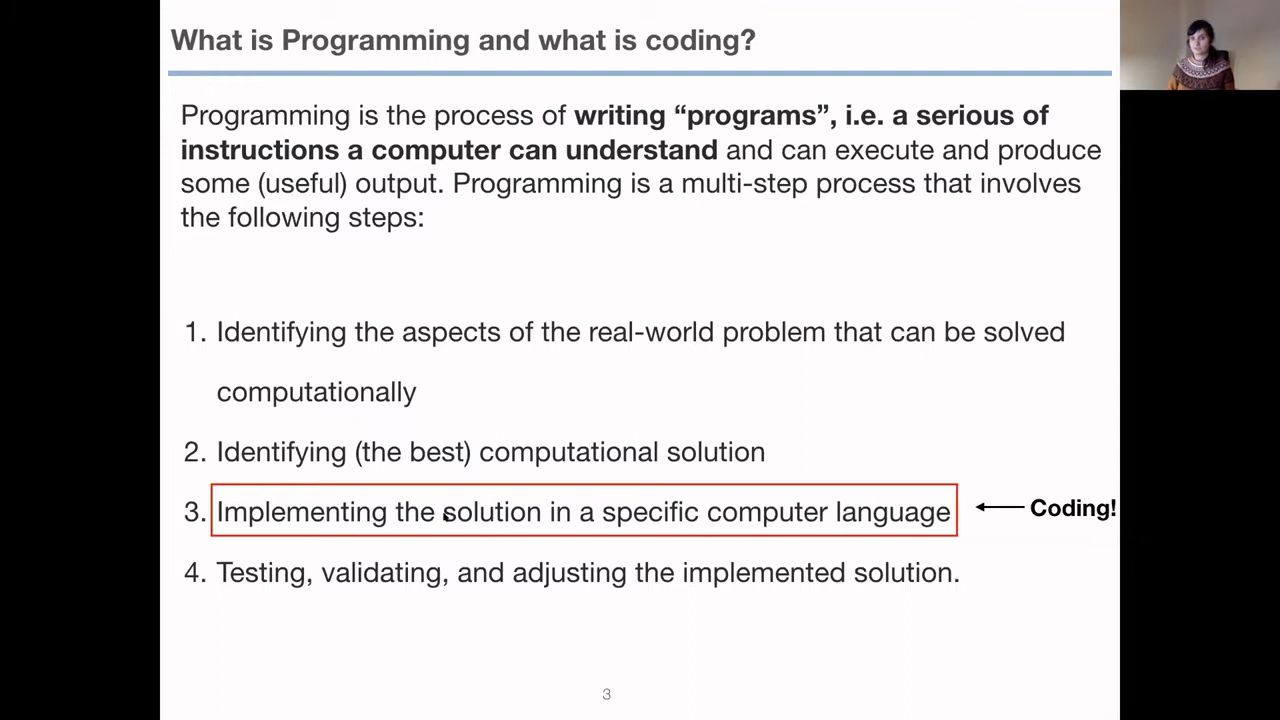 What is Programming and what is coding?
Programming is the process of writing “programs”, i.e. a serious of
instructions a computer can understand and can execute and produce
some (useful) output. Programming is a multi-step process that involves
the following steps:
1. Identifying the aspects of the real-world problem that can be solved
computationally
2. Identifying (the best) computational solution
3. Implementing the solution in a specific computer language
Coding!
4. Testing, validating, and adjusting the implemented solution.
3